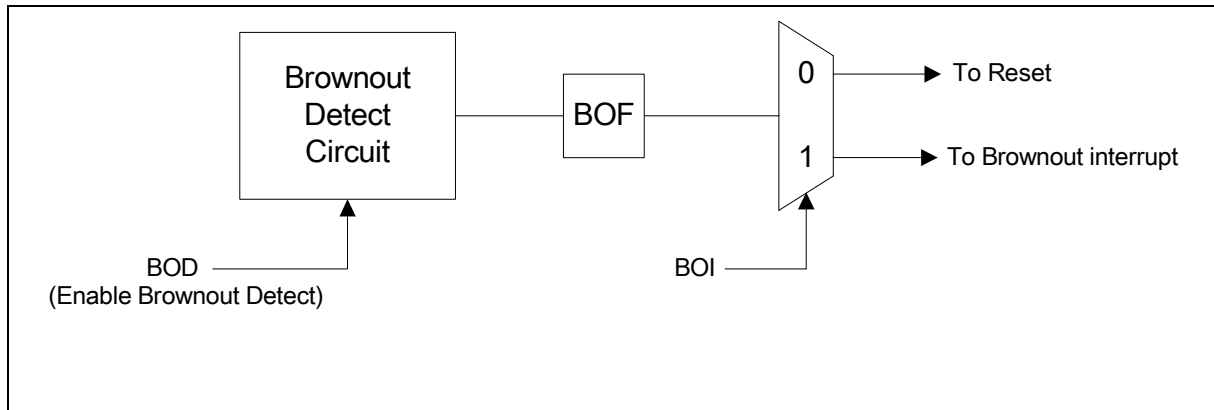 Brownout
Detect
Circuit
BOF
0
1
To Reset
To Brownout interrupt
BOD
(Enable Brownout Detect)
BOI